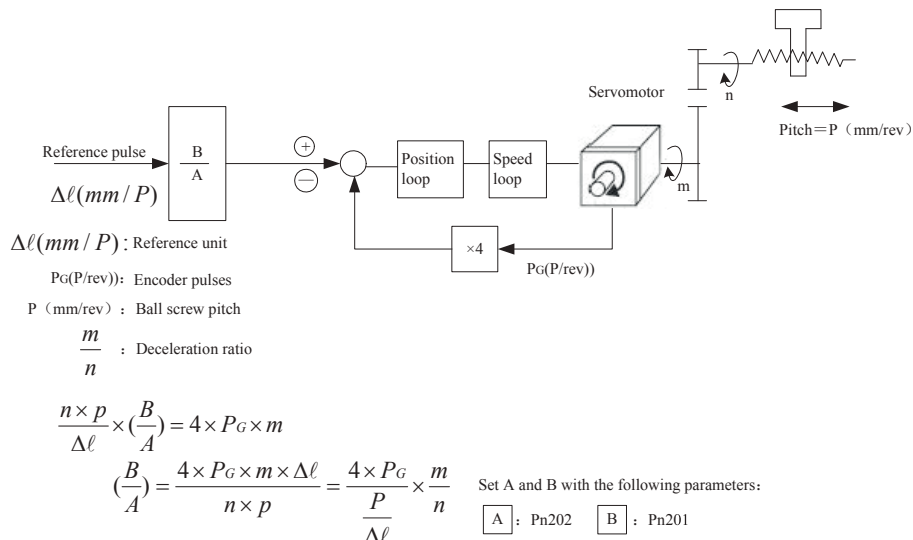 Servomotor
n
Pitch＝P（mm/rev）
Reference pulse
B
A
＋
－
Position
loop
Speed
loop
m
Δℓ(mm/P)
×4
PG(P/rev))
Δℓ(mm/P)：Reference unit
PG(P/rev))：Encoder pulses
P（mm/rev）：Ball screw pitch
m/n ：Deceleration ratio
n×p/Δℓ × (B/A) = 4×PG×m
(B/A) = 4×PG×m×Δℓ/n×p = 4×PG/(P/Δℓ) × m/n
Set A and B with the following parameters：
A ：Pn202 B ：Pn201